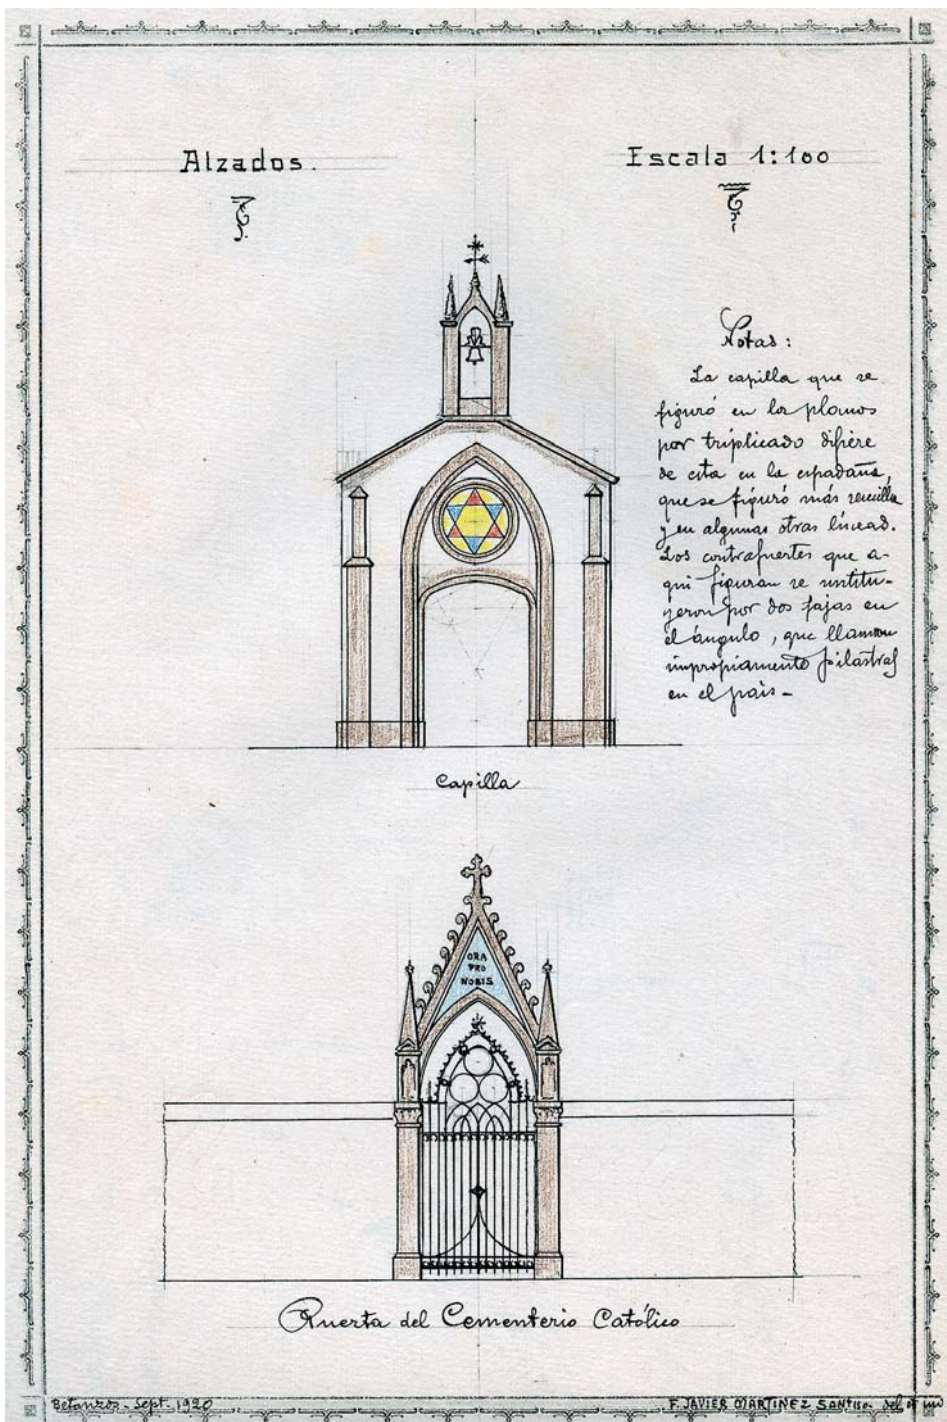 Alzados.
Escala 1:100
Notas:
La capilla que se
figuró en los planos
por triplicado difiere
de esta en la espadaña,
que se figuró más sencilla
y en algunas otras líneas.
Los contrafuertes que a-
qui figuran se sustitu-
yeron por dos fajas en
el ángulo, que llaman
impropiamente pilastras
en el país-
Capilla
ORA
PRO
NOBIS
Puerta del Cementerio Católico
Betanzos - Sept. 1920
F. JAVIER MARTINEZ SANTISO